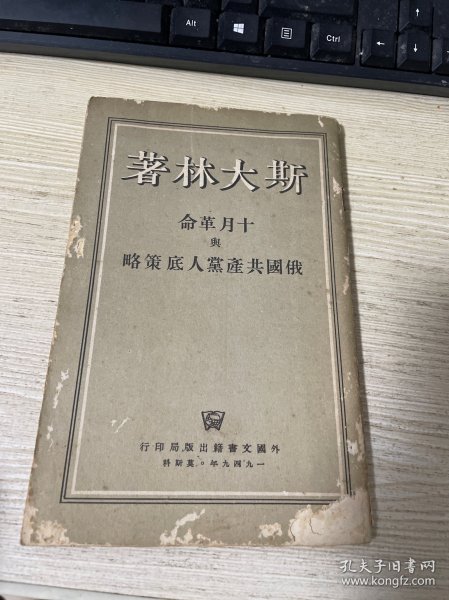 Alt
Ctrl
斯大林著
十月革命
與
俄國共產黨人底策略
外國文書籍出版局印行
一九四九年。莫斯科
孔夫子旧书网
www.kongfz.com